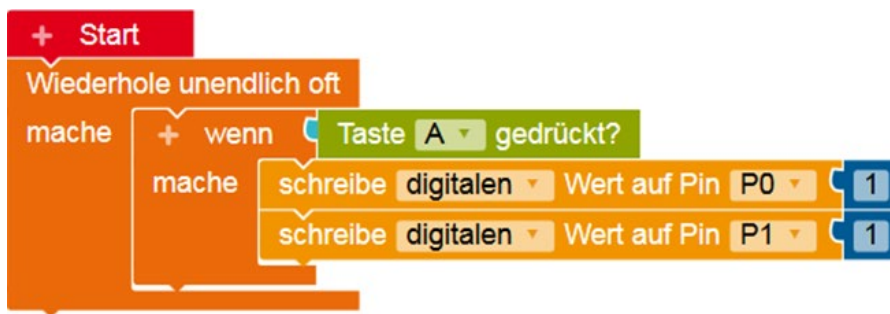 + Start
Wiederhole unendlich oft
mache + wenn Taste A gedrückt?
mache schreibe digitalen Wert auf Pin P0 1
schreibe digitalen Wert auf Pin P1 1